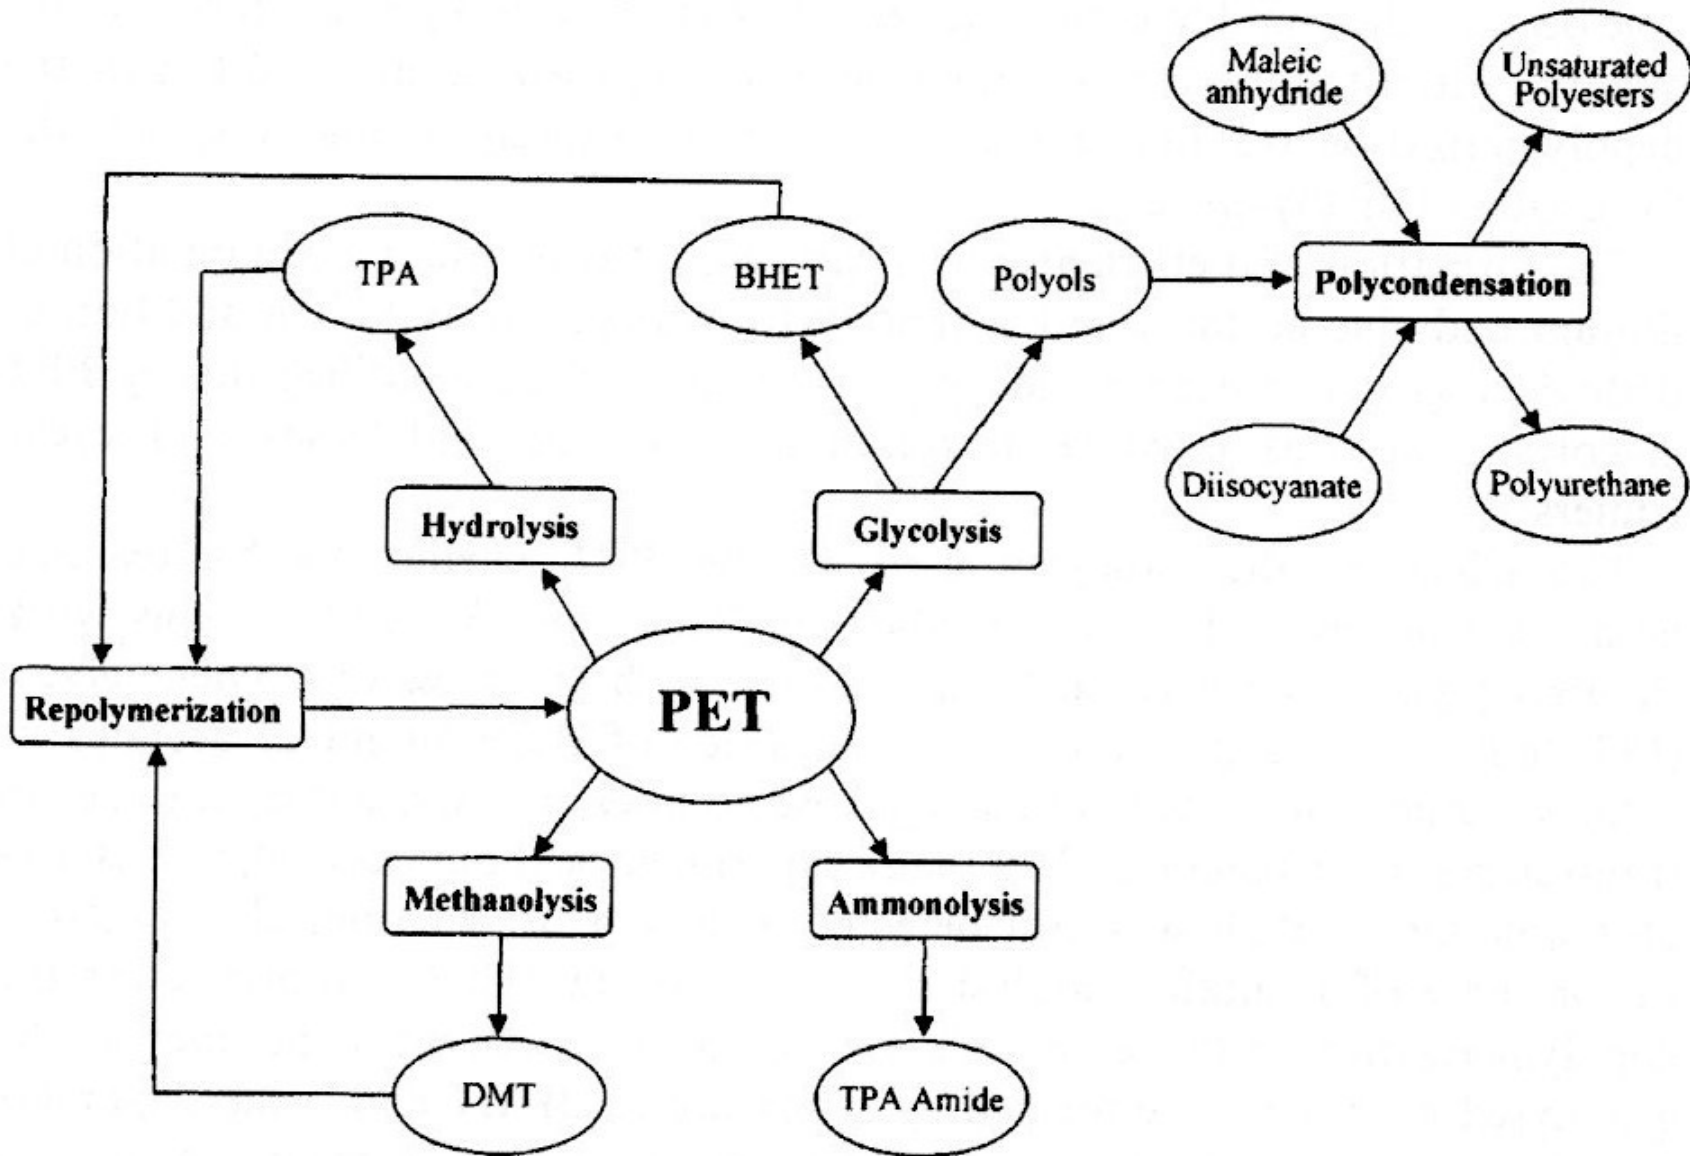 Maleic
anhydride
Unsaturated
Polyesters
TPA
BHET
Polyols
Polycondensation
Diisocyanate
Polyurethane
Hydrolysis
Glycolysis
Repolymerization
PET
Methanolysis
Ammonolysis
DMT
TPA Amide